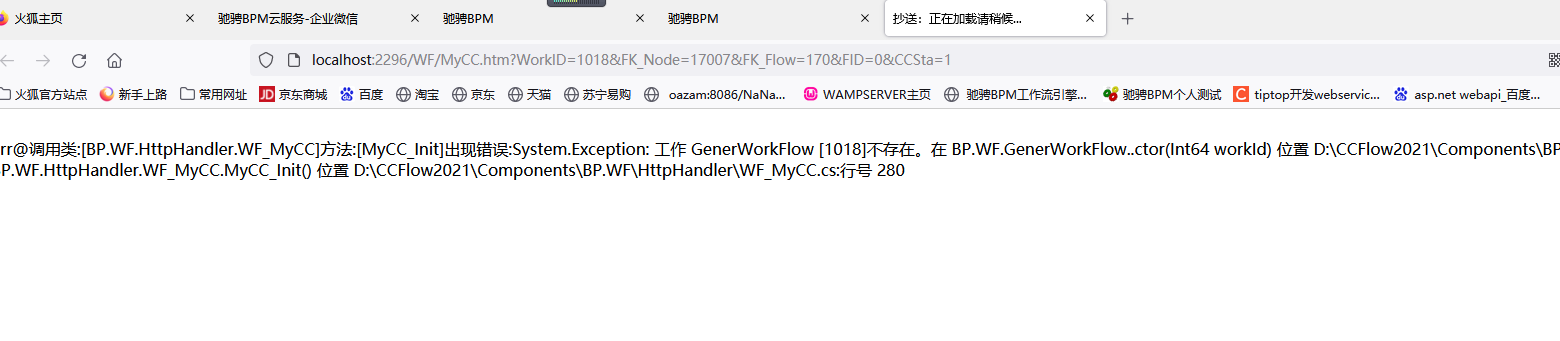 火狐主页
驰骋BPM云服务-企业微信
驰骋BPM
驰骋BPM
抄送：正在加载请稍候...
localhost:2296/WF/MyCC.htm?WorkID=1018&FK_Node=17007&FK_Flow=170&FID=0&CCSta=1
火狐官方站点
新手上路
常用网址
JD 京东商城
百度
淘宝
京东
天猫
苏宁易购
oazam:8086/NaNa...
WAMPSERVER主页
驰骋BPM工作流引擎...
驰骋BPM个人测试
C tiptop开发webservic...
asp.net webapi_百度...
rr@调用类:[BP.WF.HttpHandler.WF_MyCC]方法:[MyCC_Init]出现错误:System.Exception: 工作 GenerWorkFlow [1018]不存在。在 BP.WF.GenerWorkFlow..ctor(Int64 workId) 位置 D:\CCFlow2021\Components\BP
P.WF.HttpHandler.WF_MyCC.MyCC_Init() 位置 D:\CCFlow2021\Components\BP.WF\HttpHandler\WF_MyCC.cs:行号 280